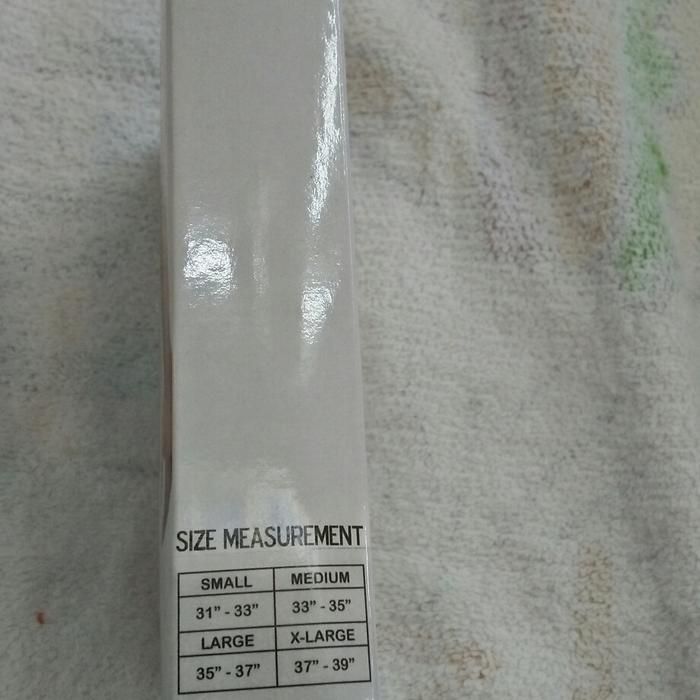 SIZE MEASUREMENT
SMALL MEDIUM
31” - 33” 33” - 35”
LARGE X-LARGE
35” - 37” 37” - 39”